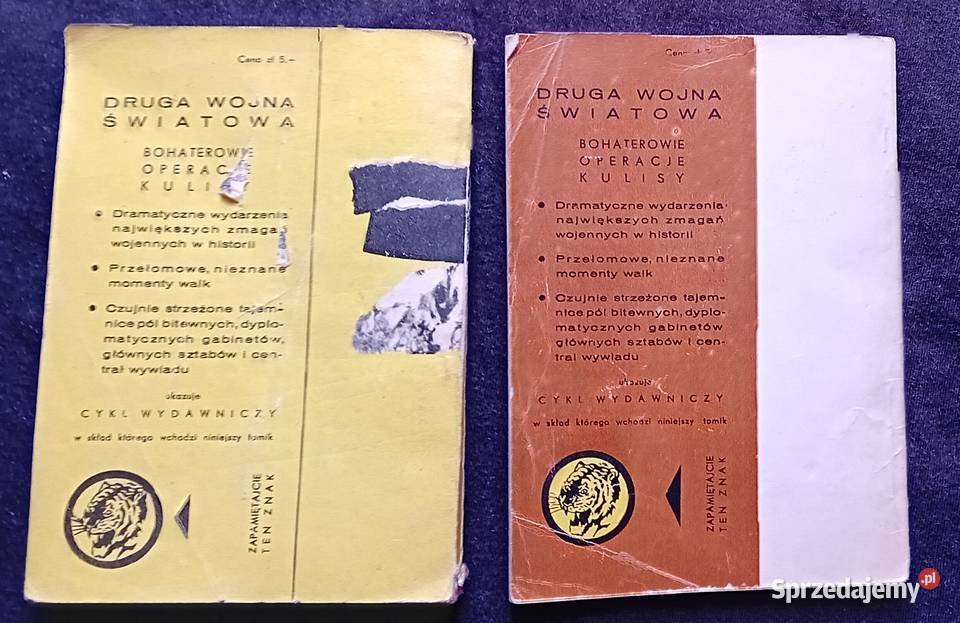 Cena zł 5.–
DRUGA WOJNA
ŚWIATOWA
BOHATEROWIE
OPERACJE
KULISY
• Dramatyczne wydarzenia
największych zmagań
wojennych w historii
• Przełomowe, nieznane
momenty walk
• Czujnie strzeżone tajem-
nice pól bitewnych, dyplo-
matycznych gabinetów,
głównych sztabów i cen-
tral wywiadu
ukazuje
CYKL WYDAWNICZY
w skład którego wchodzi niniejszy tomik
ZAPAMIĘTAJCIE
TEN ZNAK
Cena zł
DRUGA WOJNA
ŚWIATOWA
BOHATEROWIE
OPERACJE
KULISY
• Dramatyczne wydarzenia
największych zmagań
wojennych w historii
• Przełomowe, nieznane
momenty walk
• Czujnie strzeżone tajem-
nice pól bitewnych, dyplo-
matycznych gabinetów
głównych sztabów i cen-
tral wywiadu
ukazuje
CYKL WYDAWNICZY
w skład którego wchodzi niniejszy tomik
ZAPAMIĘTAJCIE
TEN ZNAK
Sprzedajemy.pl